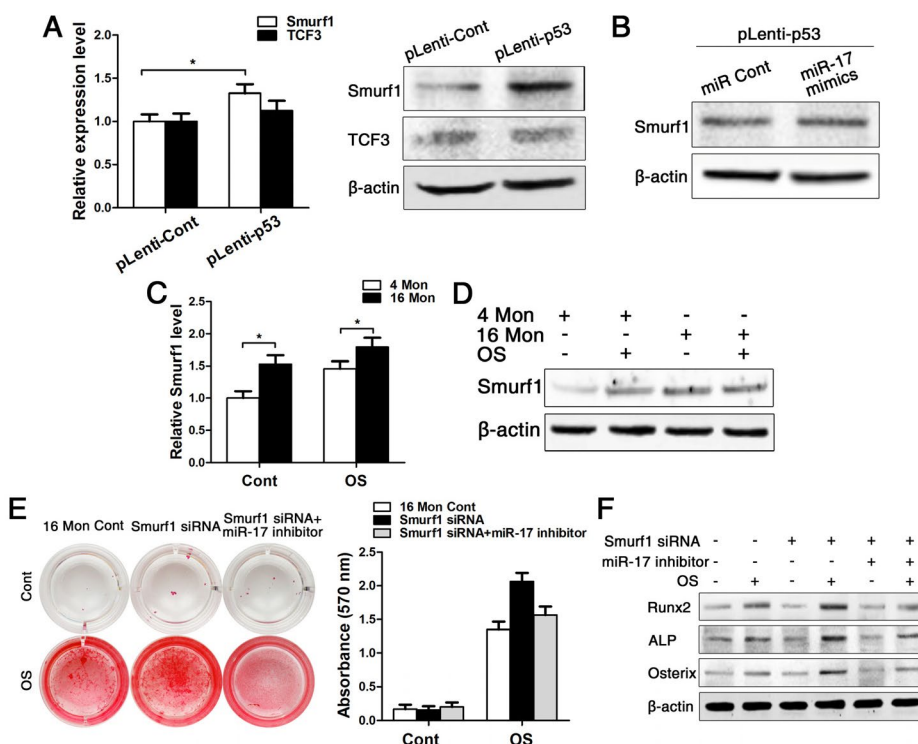 A
Smurf1
TCF3
Relative expression level
2.0
1.5
1.0
0.5
0.0
*
pLenti-Cont
pLenti-p53
pLenti-Cont
pLenti-p53
Smurf1
TCF3
β-actin
B
pLenti-p53
miR Cont
miR-17
mimics
Smurf1
β-actin
C
4 Mon
16 Mon
Relative Smurf1 level
2.5
2.0
1.5
1.0
0.5
0.0
*
*
Cont
OS
D
4 Mon + + - -
16 Mon - - + +
OS - + - +
Smurf1
β-actin
E
16 Mon Cont
Smurf1 siRNA
Smurf1 siRNA+
miR-17 inhibitor
Cont
OS
16 Mon Cont
Smurf1 siRNA
Smurf1 siRNA+miR-17 inhibitor
Absorbance (570 nm)
2.5
2.0
1.5
1.0
0.5
0.0
Cont
OS
F
Smurf1 siRNA - - + + + +
miR-17 inhibitor - - - - + +
OS - + - + - +
Runx2
ALP
Osterix
β-actin